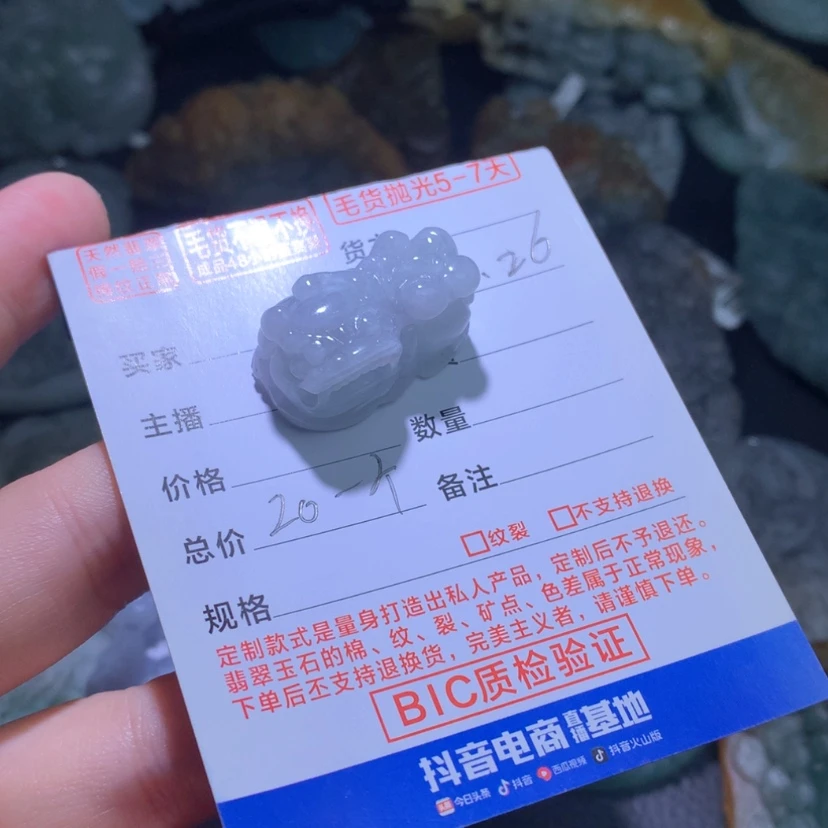 毛货抛光5-7天
.26
买家
主播
数量
价格
备注
总价 20
纹裂 不支持退换
规格
定制款式是量身打造出私人产品，定制后不予退还。
翡翠玉石的棉、纹、裂、矿点、色差属于正常现象，
下单后不支持退换货，完美主义者，请谨慎下单。
BIC质检验证
抖音电商直播基地
今日头条 抖音 西瓜视频 抖音火山版